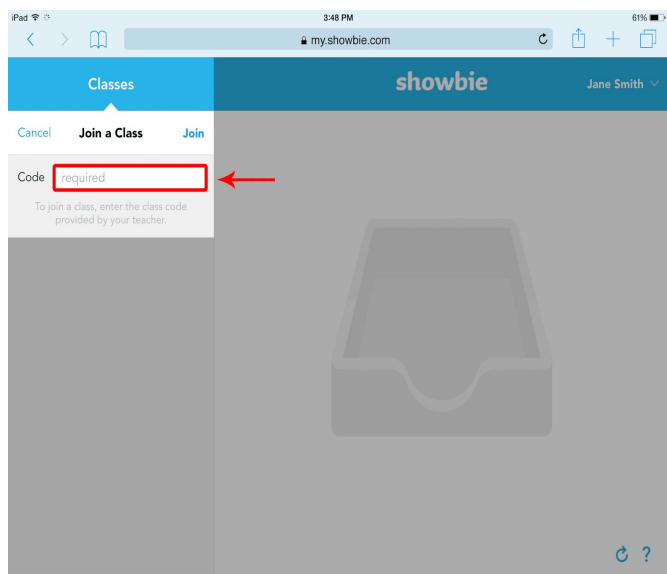 iPad 3:48 PM 61%
my.showbie.com
Classes showbie Jane Smith
Cancel Join a Class Join
Code required
To join a class, enter the class code
provided by your teacher.
?